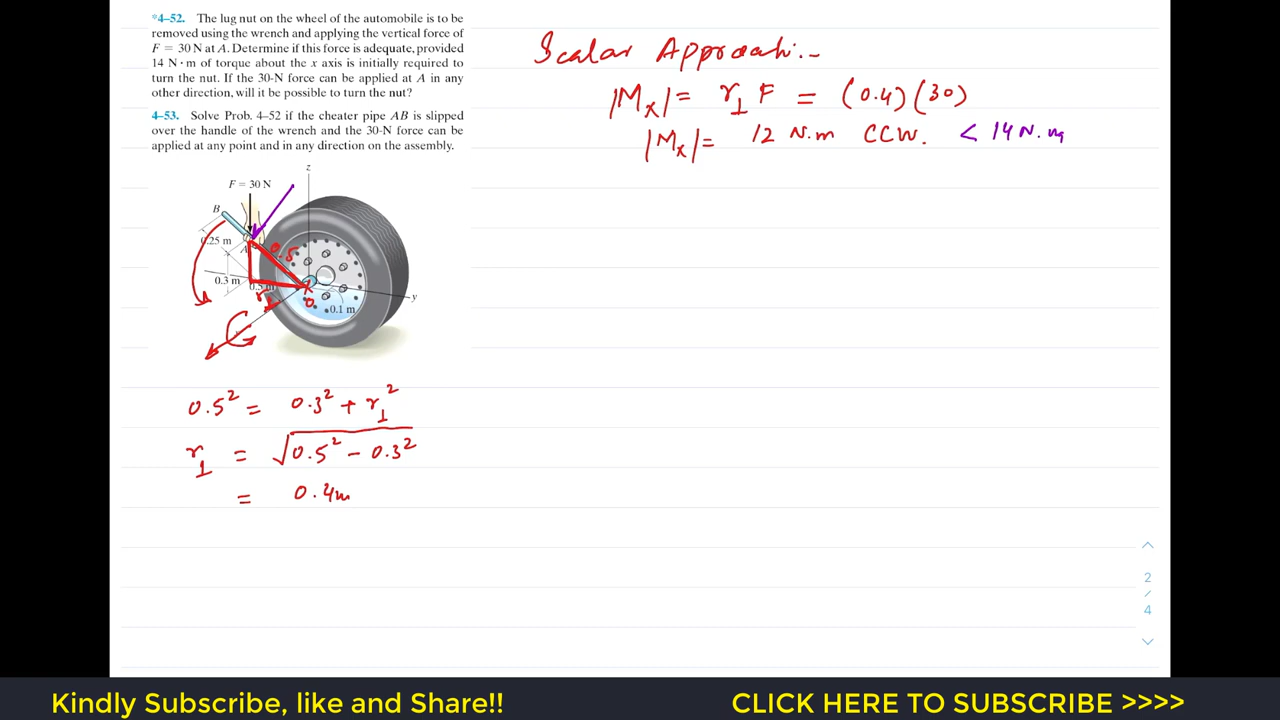 *4–52. The lug nut on the wheel of the automobile is to be
removed using the wrench and applying the vertical force of
F = 30 N at A. Determine if this force is adequate, provided
14 N · m of torque about the x axis is initially required to
turn the nut. If the 30-N force can be applied at A in any
other direction, will it be possible to turn the nut?
4–53. Solve Prob. 4–52 if the cheater pipe AB is slipped
over the handle of the wrench and the 30-N force can be
applied at any point and in any direction on the assembly.
z
F = 30 N
B
0.25 m
A
0.5
0.3 m
0.5 m
r⊥
0.1 m
y
0.5² = 0.3² + r⊥²
r⊥ = √0.5² − 0.3²
= 0.4m
Scalar Approach:-
|Mx| = r⊥ F = (0.4)(30)
|Mx| = 12 N.m CCW. < 14 N.m
2
/
4
Kindly Subscribe, like and Share!!
CLICK HERE TO SUBSCRIBE >>>>